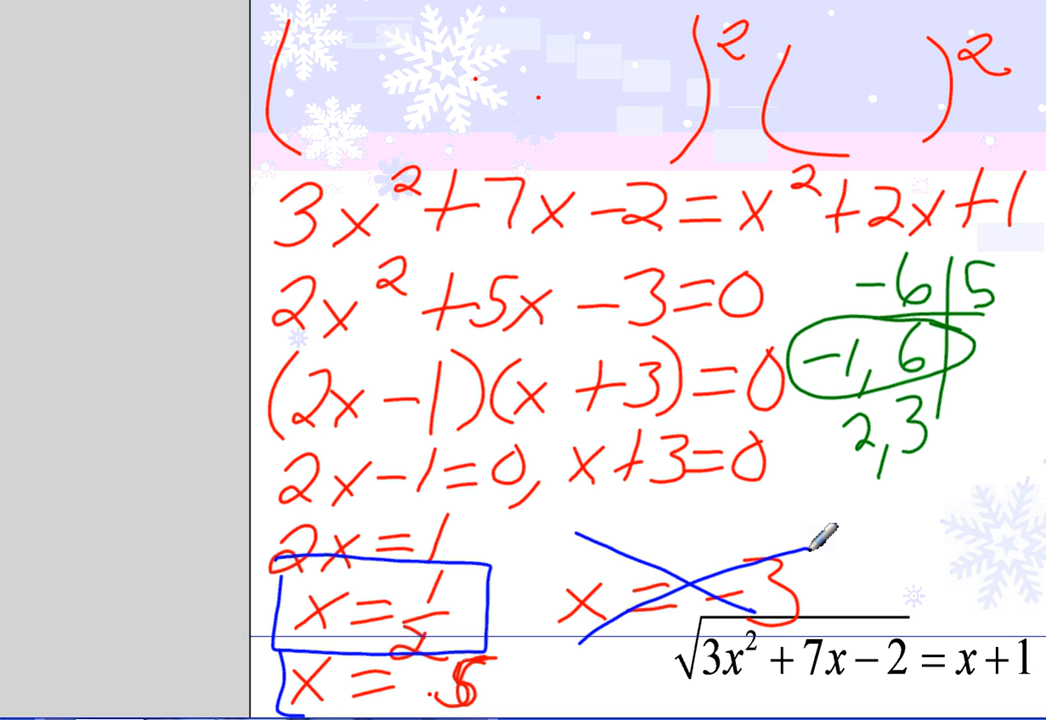 ( )² ( )²
3x²+7x-2=x²+2x+1
2x²+5x-3=0
-6|5
(2x-1)(x+3)=0
-1,6
2,3
2x-1=0, x+3=0
2x=1
x=1/2
x=-3
√(3x²+7x-2)=x+1
x=.5